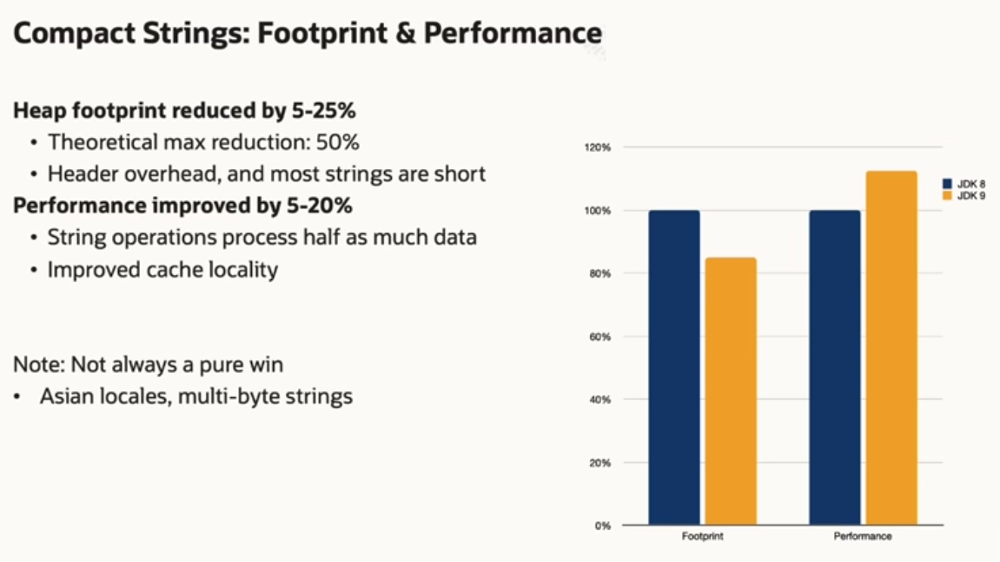 Compact Strings: Footprint & Performance
Heap footprint reduced by 5-25%
• Theoretical max reduction: 50%
• Header overhead, and most strings are short
Performance improved by 5-20%
• String operations process half as much data
• Improved cache locality
Note: Not always a pure win
• Asian locales, multi-byte strings
120%
100%
80%
60%
40%
20%
0%
Footprint
Performance
JDK 8
JDK 9